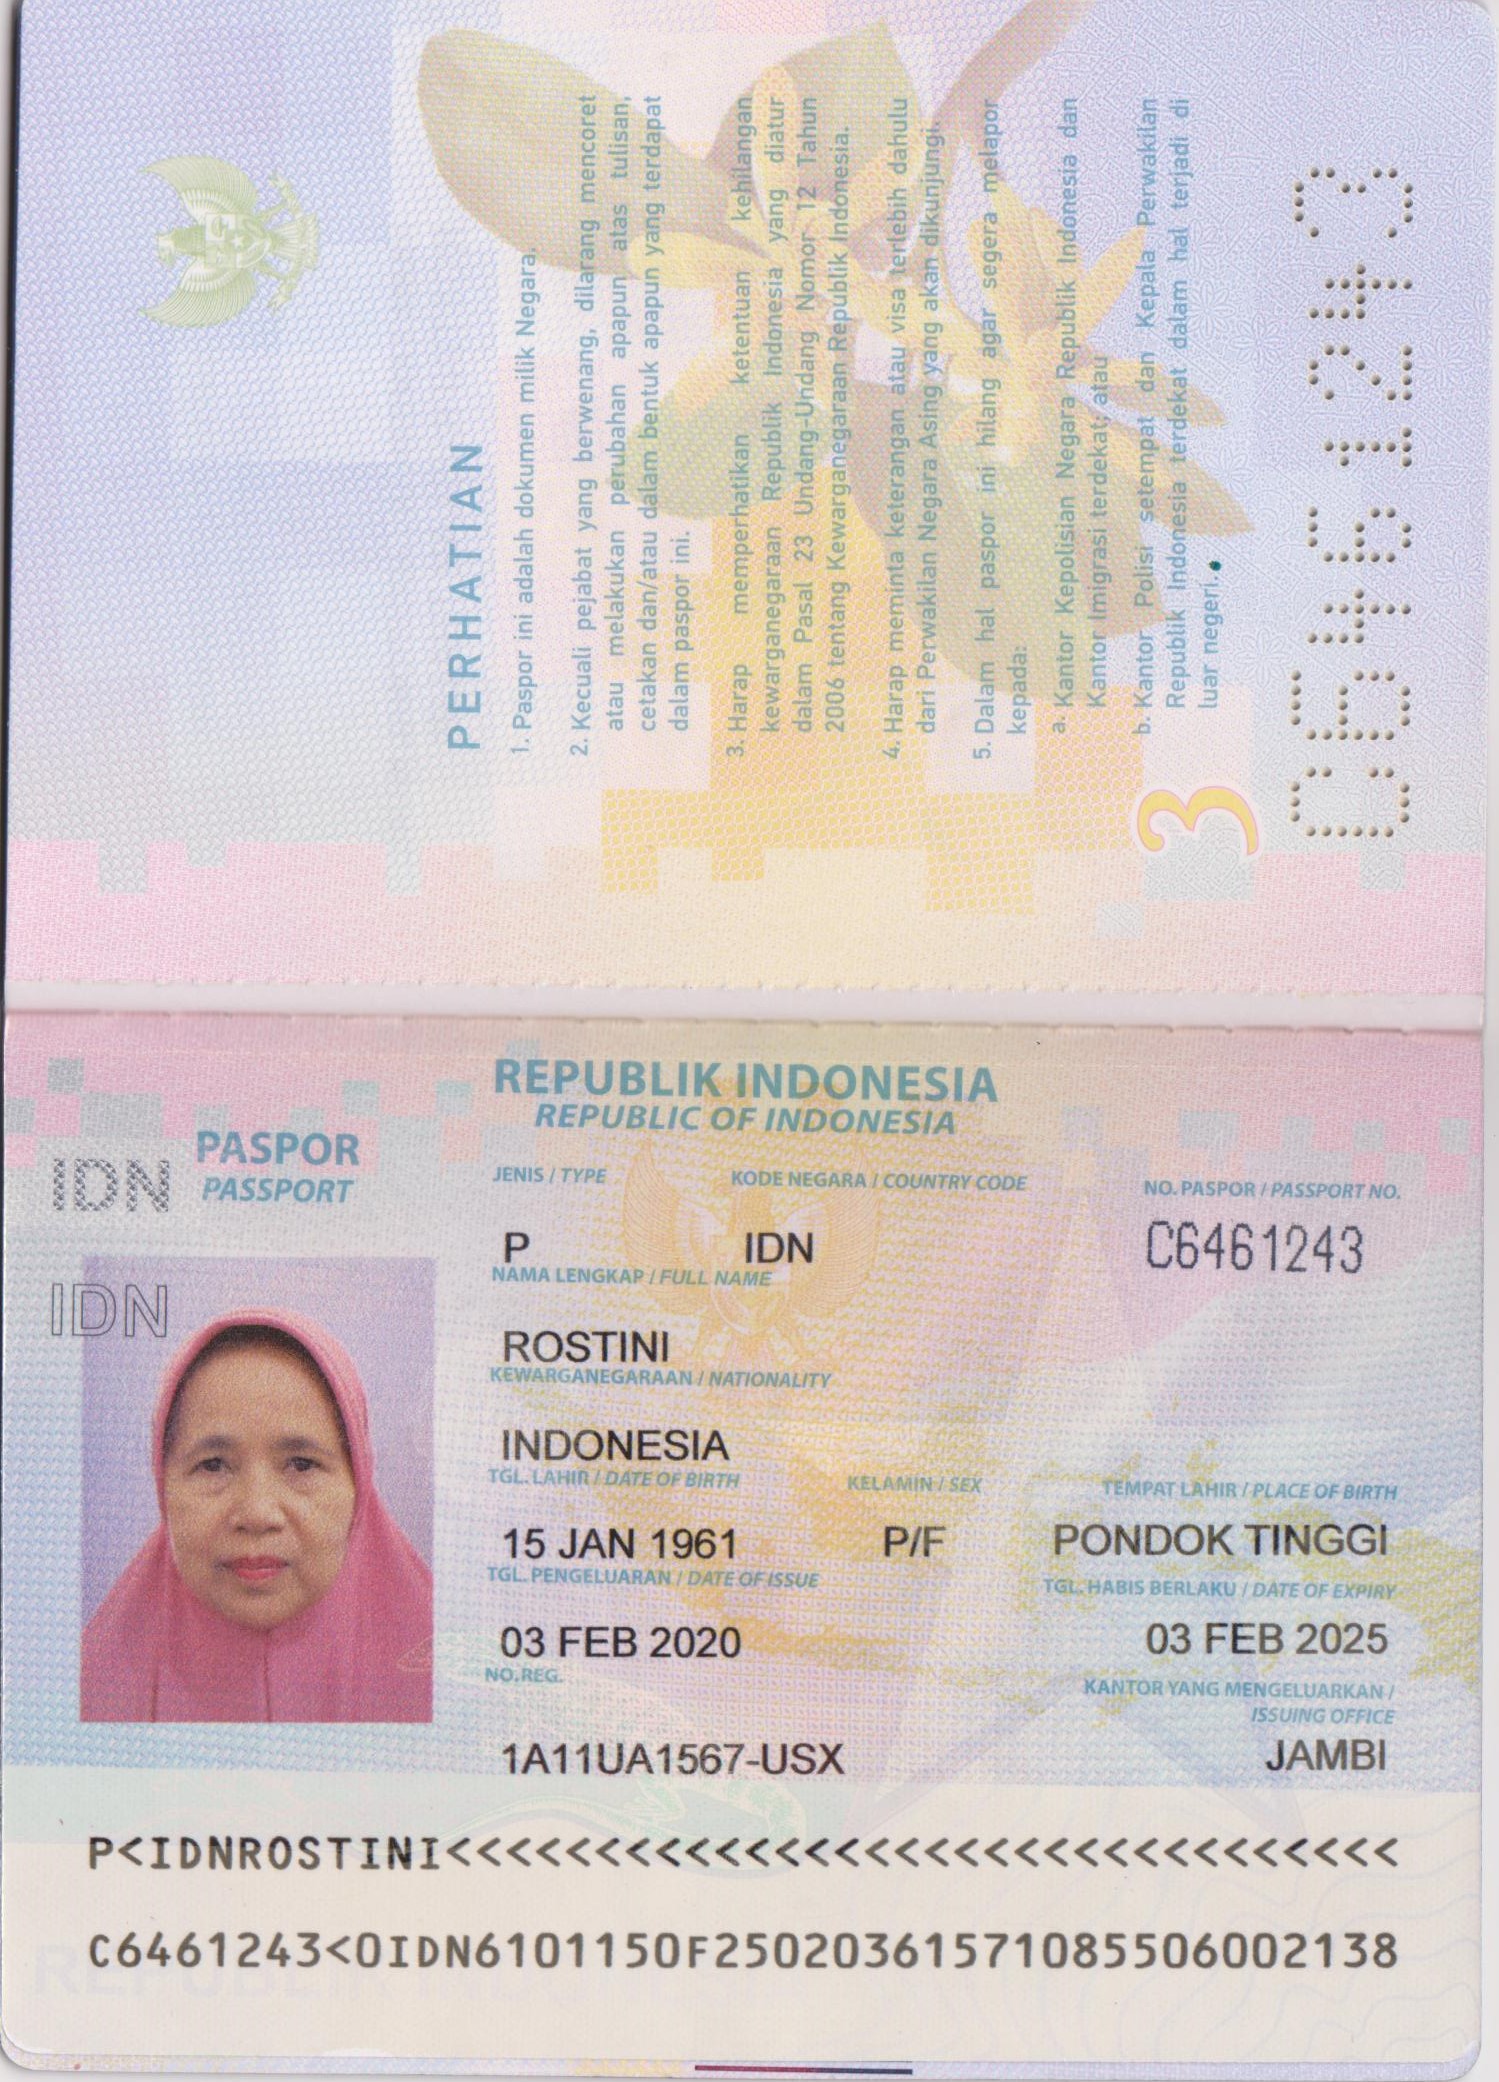 PERHATIAN
1. Paspor ini adalah dokumen milik Negara.
2. Kecuali pejabat yang berwenang, dilarang mencoret
atau melakukan perubahan apapun atas tulisan,
cetakan dan/atau dalam bentuk apapun yang terdapat
dalam paspor ini.
3. Harap memperhatikan ketentuan kehilangan
kewarganegaraan Republik Indonesia yang diatur
dalam Pasal 23 Undang-Undang Nomor 12 Tahun
2006 tentang Kewarganegaraan Republik Indonesia.
4. Harap meminta keterangan atau visa terlebih dahulu
dari Perwakilan Negara Asing yang akan dikunjungi.
5. Dalam hal paspor ini hilang agar segera melapor
kepada:
a. Kantor Kepolisian Negara Republik Indonesia dan
Kantor Imigrasi terdekat; atau
b. Kantor Polisi setempat dan Kepala Perwakilan
Republik Indonesia terdekat dalam hal terjadi di
luar negeri.
3
C6461243
REPUBLIK INDONESIA
REPUBLIC OF INDONESIA
IDN
PASPOR
PASSPORT
JENIS / TYPE KODE NEGARA / COUNTRY CODE NO. PASPOR / PASSPORT NO.
P IDN C6461243
IDN
NAMA LENGKAP / FULL NAME
ROSTINI
KEWARGANEGARAAN / NATIONALITY
INDONESIA
TGL. LAHIR / DATE OF BIRTH KELAMIN / SEX TEMPAT LAHIR / PLACE OF BIRTH
15 JAN 1961 P/F PONDOK TINGGI
TGL. PENGELUARAN / DATE OF ISSUE TGL. HABIS BERLAKU / DATE OF EXPIRY
03 FEB 2020 03 FEB 2025
NO.REG. KANTOR YANG MENGELUARKAN /
ISSUING OFFICE
1A11UA1567-USX JAMBI
P<IDNROSTINI<<<<<<<<<<<<<<<<<<<<<<<<<<<<<<<<
C6461243<0IDN6101150F25020361571085506002138